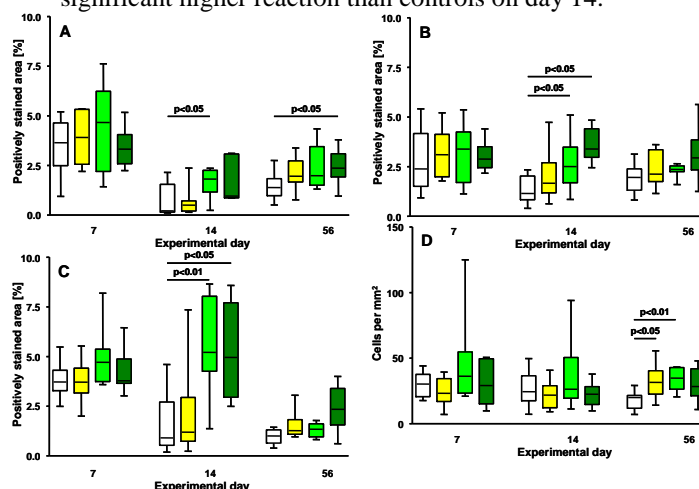 significant higher reaction than controls on day 14.
A
Positively stained area [%]
10.0
7.5
5.0
2.5
0.0
p<0.05
p<0.05
7
14
56
Experimental day
B
Positively stained area [%]
10.0
7.5
5.0
2.5
0.0
p<0.05
p<0.05
7
14
56
Experimental day
C
Positively stained area [%]
10.0
7.5
5.0
2.5
0.0
p<0.05
p<0.01
7
14
56
Experimental day
D
Cells per mm²
150
100
50
0
p<0.01
p<0.05
7
14
56
Experimental day